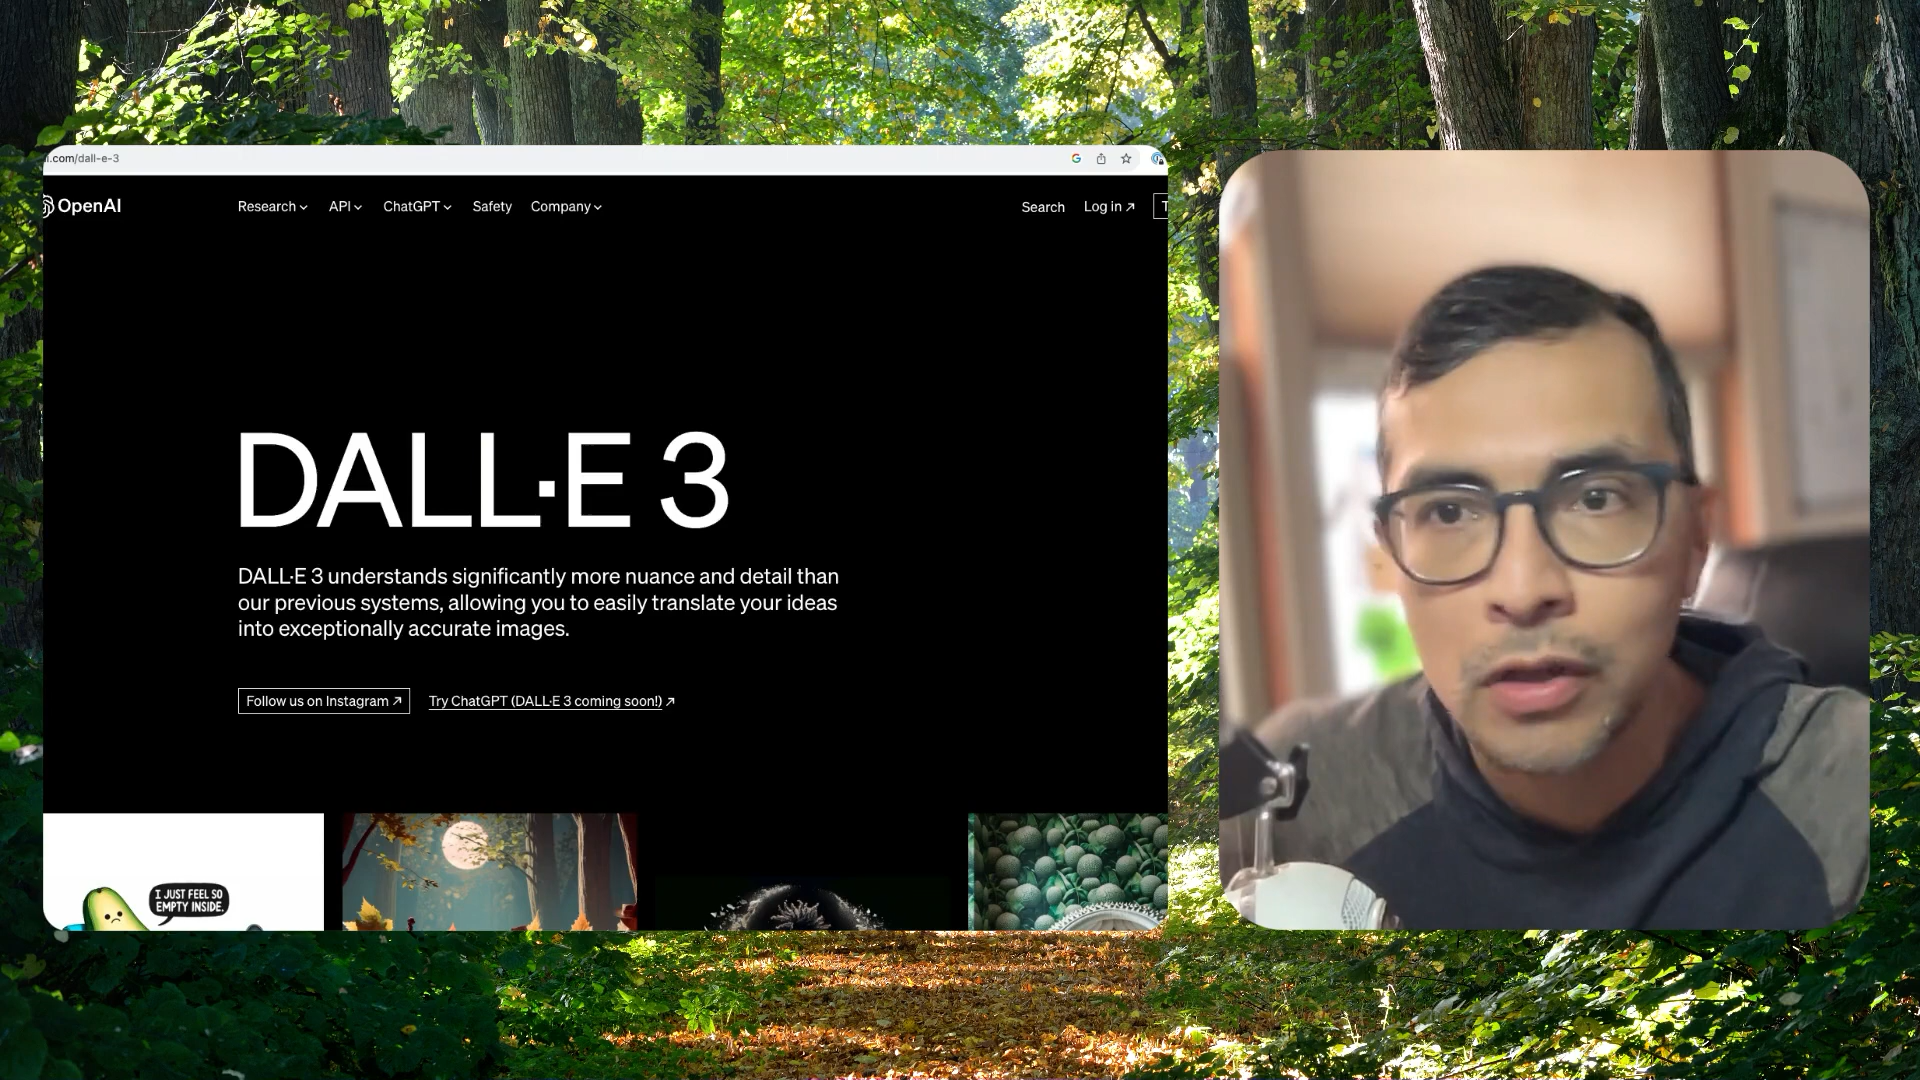 i.com/dall-e-3
OpenAI
Research
API
ChatGPT
Safety
Company
Search
Log in ↗
DALL·E 3
DALL·E 3 understands significantly more nuance and detail than
our previous systems, allowing you to easily translate your ideas
into exceptionally accurate images.
Follow us on Instagram ↗
Try ChatGPT (DALL·E 3 coming soon!) ↗
I JUST FEEL SO
EMPTY INSIDE.